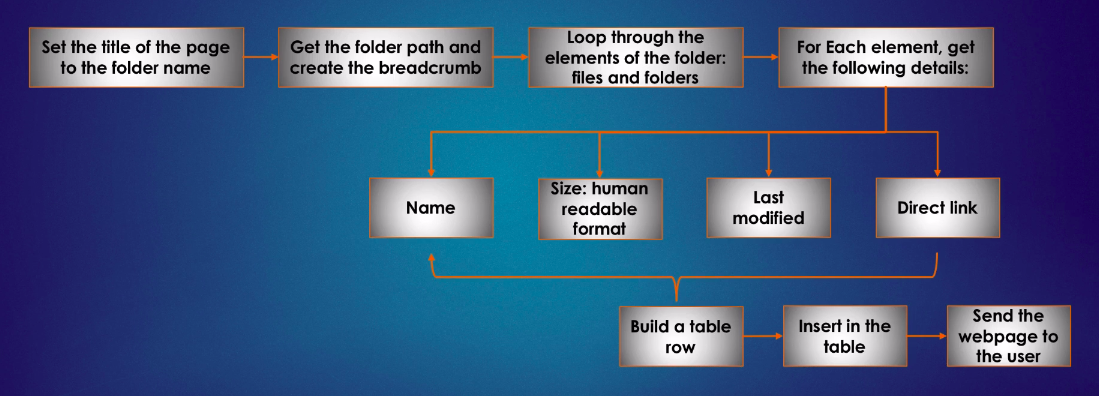 Set the title of the page
to the folder name
Get the folder path and
create the breadcrumb
Loop through the
elements of the folder:
files and folders
For Each element, get
the following details:
Name
Size: human
readable
format
Last
modified
Direct link
Build a table
row
Insert in the
table
Send the
webpage to
the user